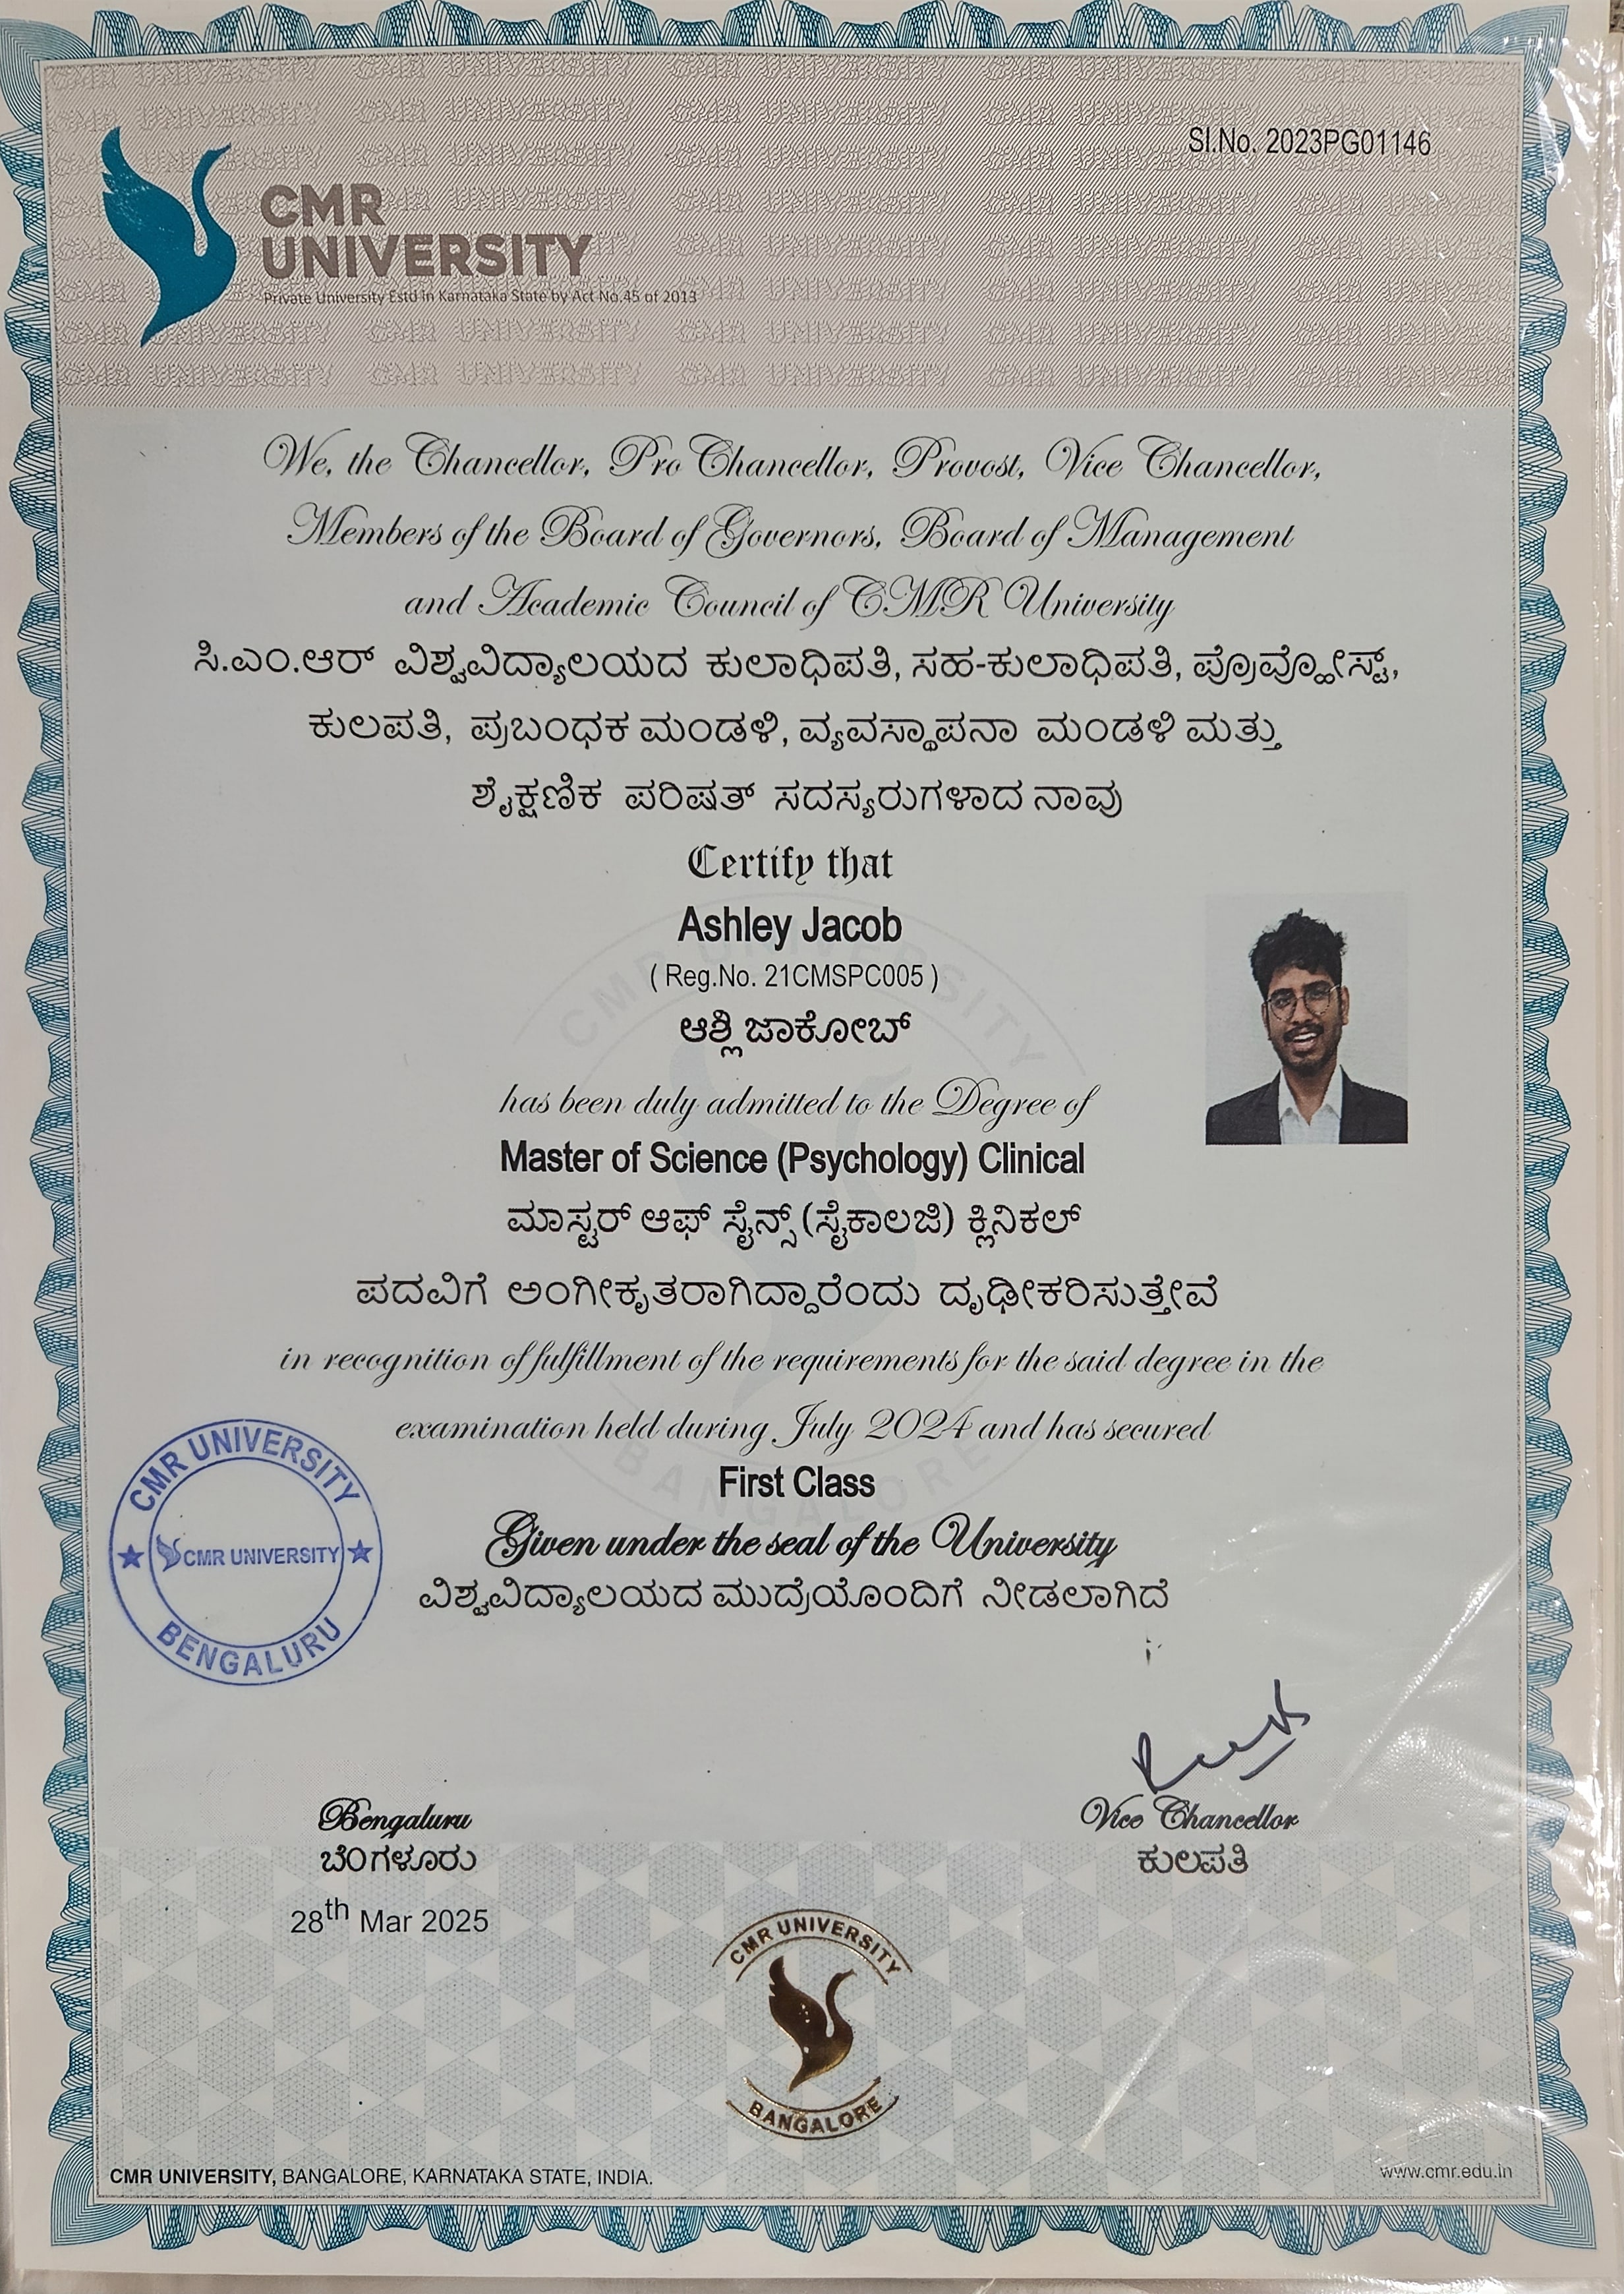 Sl.No. 2023PG01146
CMR
UNIVERSITY
Private University Estd in Karnataka State by Act No.45 of 2013
We, the Chancellor, Pro Chancellor, Provost, Vice Chancellor,
Members of the Board of Governors, Board of Management
and Academic Council of CMR University
ಸಿ.ಎಂ.ಆರ್ ವಿಶ್ವವಿದ್ಯಾಲಯದ ಕುಲಾಧಿಪತಿ, ಸಹ-ಕುಲಾಧಿಪತಿ, ಪ್ರೊವ್ಹೋಸ್ಟ್,
ಕುಲಪತಿ, ಪ್ರಬಂಧಕ ಮಂಡಳಿ, ವ್ಯವಸ್ಥಾಪನಾ ಮಂಡಳಿ ಮತ್ತು
ಶೈಕ್ಷಣಿಕ ಪರಿಷತ್ ಸದಸ್ಯರುಗಳಾದ ನಾವು
Certify that
Ashley Jacob
( Reg.No. 21CMSPC005 )
ಆಶ್ಲಿ ಜಾಕೋಬ್
has been duly admitted to the Degree of
Master of Science (Psychology) Clinical
ಮಾಸ್ಟರ್ ಆಫ್ ಸೈನ್ಸ್ (ಸೈಕಾಲಜಿ) ಕ್ಲಿನಿಕಲ್
ಪದವಿಗೆ ಅಂಗೀಕೃತರಾಗಿದ್ದಾರೆಂದು ದೃಢೀಕರಿಸುತ್ತೇವೆ
in recognition of fulfillment of the requirements for the said degree in the
examination held during July 2024 and has secured
First Class
Given under the seal of the University
ವಿಶ್ವವಿದ್ಯಾಲಯದ ಮುದ್ರೆಯೊಂದಿಗೆ ನೀಡಲಾಗಿದೆ
CMR UNIVERSITY
CMR UNIVERSITY
BENGALURU
Bengaluru
ಬೆಂಗಳೂರು
28th Mar 2025
Vice Chancellor
ಕುಲಪತಿ
CMR UNIVERSITY
BANGALORE
CMR UNIVERSITY, BANGALORE, KARNATAKA STATE, INDIA.
www.cmr.edu.in